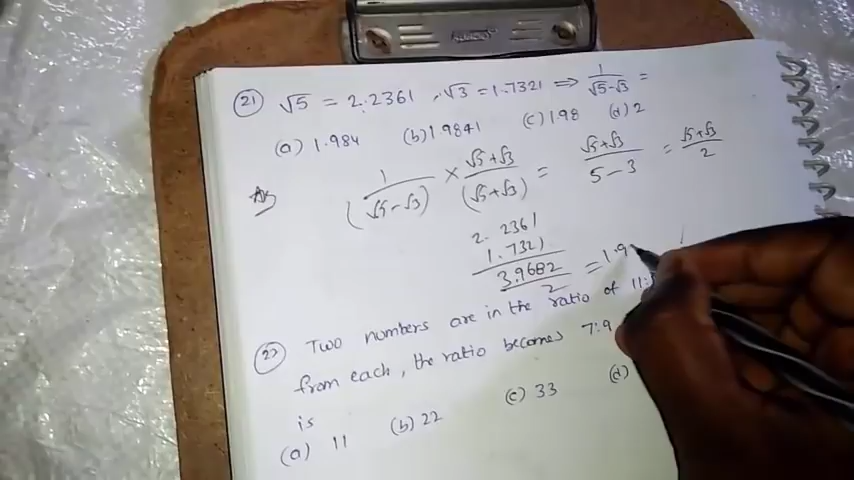 (21) √5 = 2.2361 , √3 = 1.7321 ⇒ 1/(√5-√3) =
(a) 1.984 (b) 1.9841 (c) 1.98 (d) 2
Ans 1/(√5-√3) × (√5+√3)/(√5+√3) = (√5+√3)/(5-3) = (√5+√3)/2
2.2361
1.7321
3.9682/2 = 1.9
(22) Two numbers are in the ratio of 11:
from each, the ratio becomes 7:9
is
(a) 11 (b) 22 (c) 33 (d)